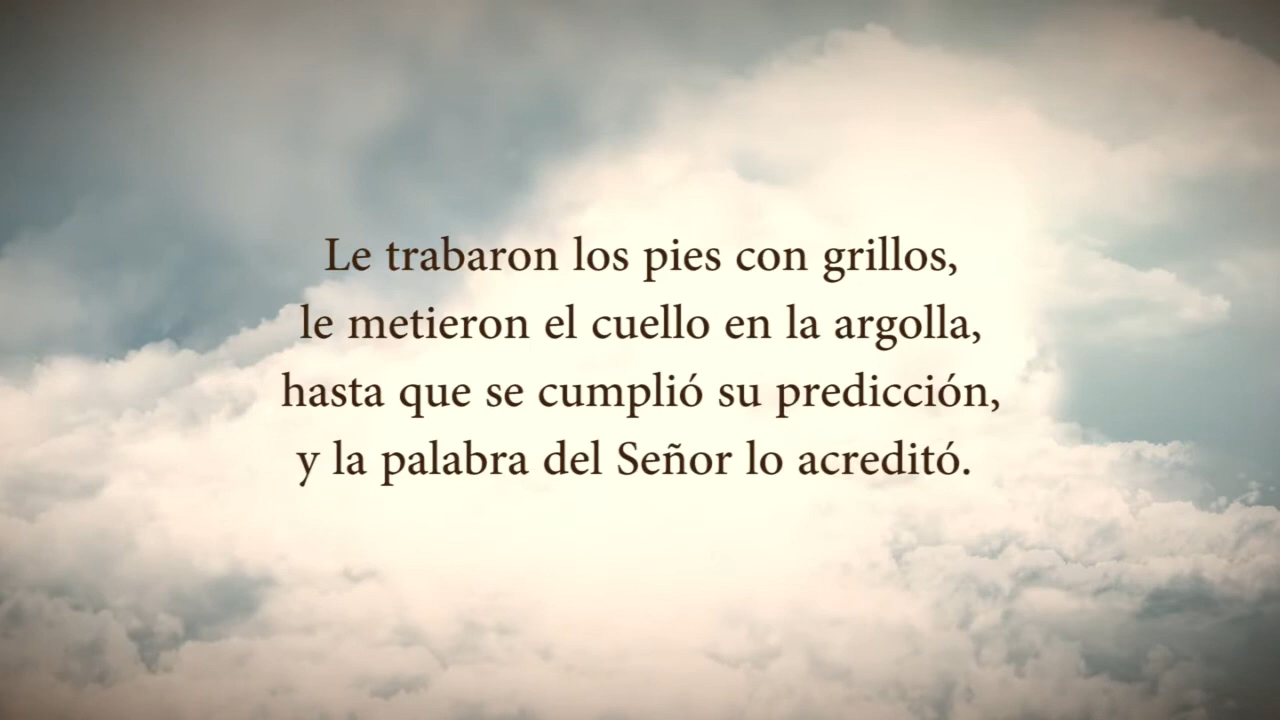 Le trabaron los pies con grillos,
le metieron el cuello en la argolla,
hasta que se cumplió su predicción,
y la palabra del Señor lo acreditó.